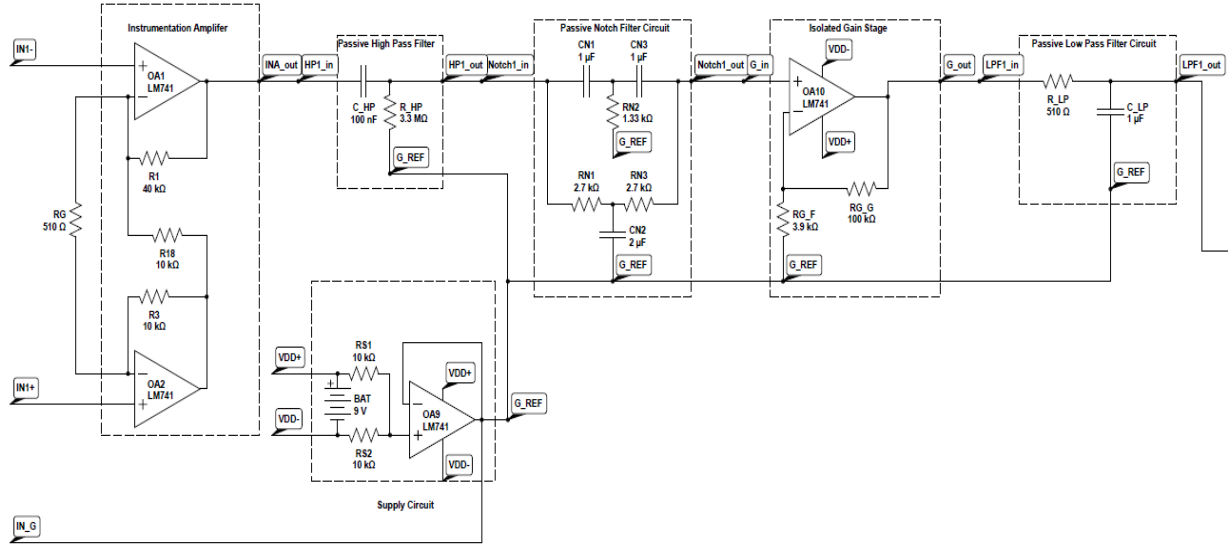 Instrumentation Amplifer
IN1-
OA1
LM741
R1
40 kΩ
RG
510 Ω
R18
10 kΩ
R3
10 kΩ
OA2
LM741
IN1+
INA_out
HP1_in
Passive High Pass Filter
C_HP
100 nF
R_HP
3.3 MΩ
G_REF
HP1_out
Notch1_in
Passive Notch Filter Circuit
CN1
1 µF
CN3
1 µF
RN2
1.33 kΩ
G_REF
RN1
2.7 kΩ
RN3
2.7 kΩ
CN2
2 µF
G_REF
Notch1_out
G_in
Isolated Gain Stage
VDD-
OA10
LM741
VDD+
RG_G
100 kΩ
RG_F
3.9 kΩ
G_REF
G_out
LPF1_in
Passive Low Pass Filter Circuit
R_LP
510 Ω
C_LP
1 µF
G_REF
LPF1_out
VDD+
RS1
10 kΩ
BAT
9 V
VDD-
RS2
10 kΩ
VDD+
OA9
LM741
VDD-
G_REF
Supply Circuit
IN_G